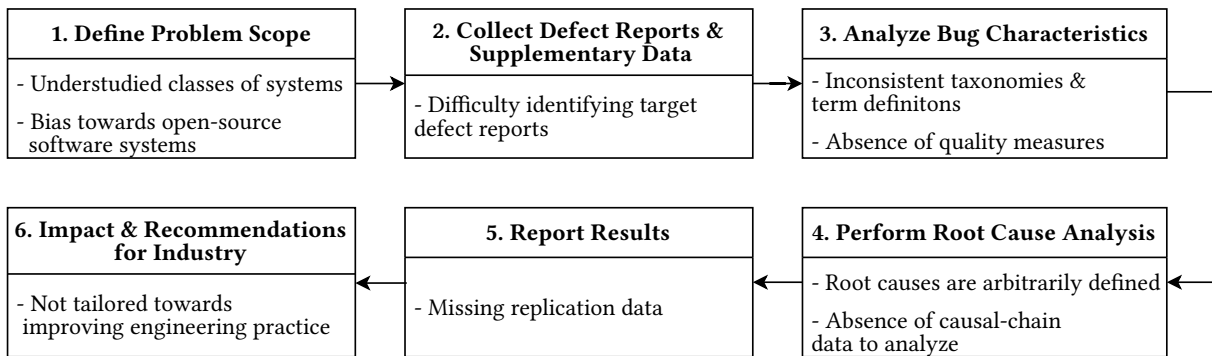 1. Define Problem Scope
- Understudied classes of systems
- Bias towards open-source
software systems
2. Collect Defect Reports &
Supplementary Data
- Difficulty identifying target
defect reports
3. Analyze Bug Characteristics
- Inconsistent taxonomies &
term definitons
- Absence of quality measures
4. Perform Root Cause Analysis
- Root causes are arbitrarily defined
- Absence of causal-chain
data to analyze
5. Report Results
- Missing replication data
6. Impact & Recommendations
for Industry
- Not tailored towards
improving engineering practice